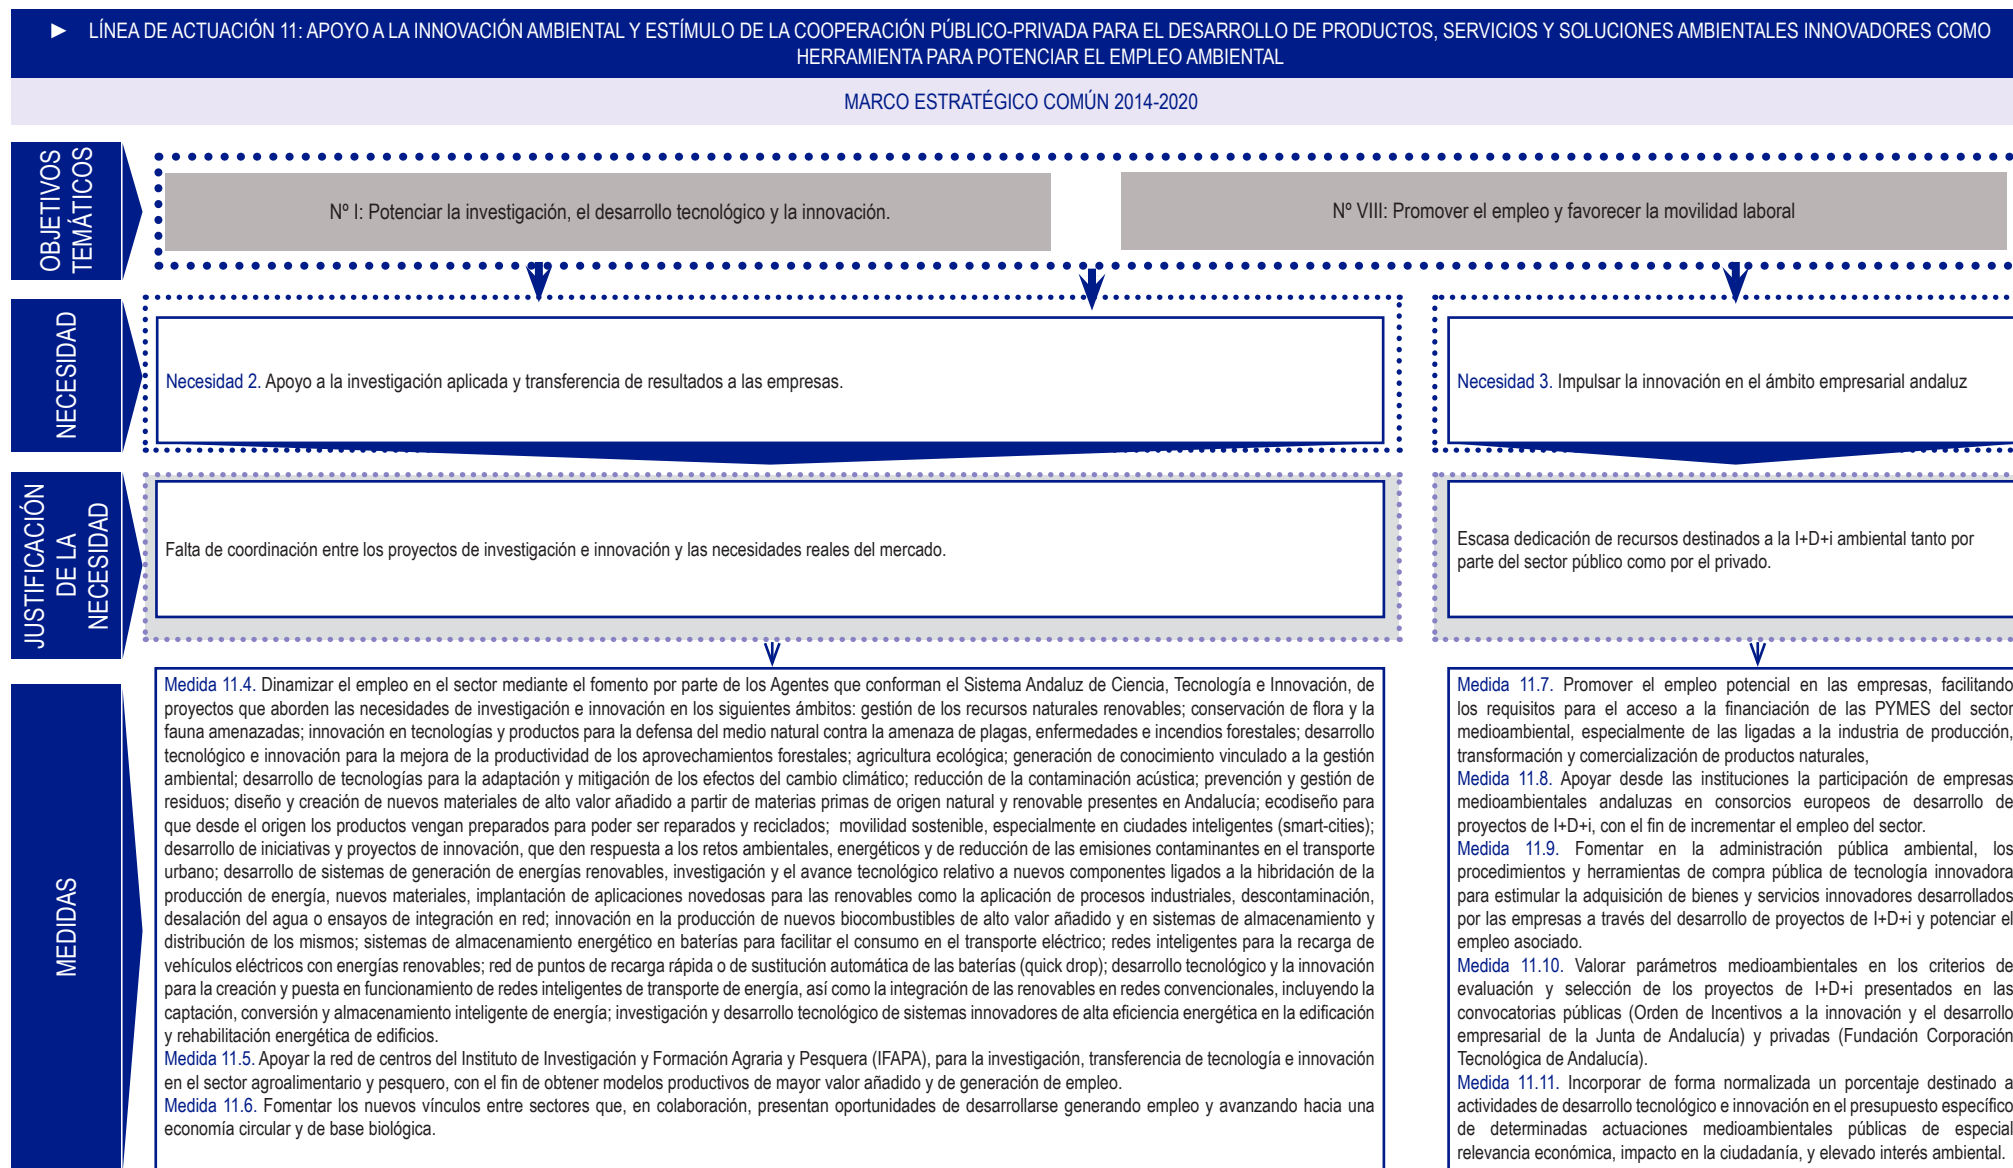 ► LÍNEA DE ACTUACIÓN 11: APOYO A LA INNOVACIÓN AMBIENTAL Y ESTÍMULO DE LA COOPERACIÓN PÚBLICO-PRIVADA PARA EL DESARROLLO DE PRODUCTOS, SERVICIOS Y SOLUCIONES AMBIENTALES INNOVADORES COMO
HERRAMIENTA PARA POTENCIAR EL EMPLEO AMBIENTAL
MARCO ESTRATÉGICO COMÚN 2014-2020
OBJETIVOS
TEMÁTICOS
Nº I: Potenciar la investigación, el desarrollo tecnológico y la innovación.
Nº VIII: Promover el empleo y favorecer la movilidad laboral
NECESIDAD
Necesidad 2. Apoyo a la investigación aplicada y transferencia de resultados a las empresas.
Necesidad 3. Impulsar la innovación en el ámbito empresarial andaluz
JUSTIFICACIÓN
DE LA
NECESIDAD
Falta de coordinación entre los proyectos de investigación e innovación y las necesidades reales del mercado.
Escasa dedicación de recursos destinados a la I+D+i ambiental tanto por
parte del sector público como por el privado.
MEDIDAS
Medida 11.4. Dinamizar el empleo en el sector mediante el fomento por parte de los Agentes que conforman el Sistema Andaluz de Ciencia, Tecnología e Innovación, de
proyectos que aborden las necesidades de investigación e innovación en los siguientes ámbitos: gestión de los recursos naturales renovables; conservación de flora y la
fauna amenazadas; innovación en tecnologías y productos para la defensa del medio natural contra la amenaza de plagas, enfermedades e incendios forestales; desarrollo
tecnológico e innovación para la mejora de la productividad de los aprovechamientos forestales; agricultura ecológica; generación de conocimiento vinculado a la gestión
ambiental; desarrollo de tecnologías para la adaptación y mitigación de los efectos del cambio climático; reducción de la contaminación acústica; prevención y gestión de
residuos; diseño y creación de nuevos materiales de alto valor añadido a partir de materias primas de origen natural y renovable presentes en Andalucía; ecodiseño para
que desde el origen los productos vengan preparados para poder ser reparados y reciclados; movilidad sostenible, especialmente en ciudades inteligentes (smart-cities);
desarrollo de iniciativas y proyectos de innovación, que den respuesta a los retos ambientales, energéticos y de reducción de las emisiones contaminantes en el transporte
urbano; desarrollo de sistemas de generación de energías renovables, investigación y el avance tecnológico relativo a nuevos componentes ligados a la hibridación de la
producción de energía, nuevos materiales, implantación de aplicaciones novedosas para las renovables como la aplicación de procesos industriales, descontaminación,
desalación del agua o ensayos de integración en red; innovación en la producción de nuevos biocombustibles de alto valor añadido y en sistemas de almacenamiento y
distribución de los mismos; sistemas de almacenamiento energético en baterías para facilitar el consumo en el transporte eléctrico; redes inteligentes para la recarga de
vehículos eléctricos con energías renovables; red de puntos de recarga rápida o de sustitución automática de las baterías (quick drop); desarrollo tecnológico y la innovación
para la creación y puesta en funcionamiento de redes inteligentes de transporte de energía, así como la integración de las renovables en redes convencionales, incluyendo la
captación, conversión y almacenamiento inteligente de energía; investigación y desarrollo tecnológico de sistemas innovadores de alta eficiencia energética en la edificación
y rehabilitación energética de edificios.
Medida 11.5. Apoyar la red de centros del Instituto de Investigación y Formación Agraria y Pesquera (IFAPA), para la investigación, transferencia de tecnología e innovación
en el sector agroalimentario y pesquero, con el fin de obtener modelos productivos de mayor valor añadido y de generación de empleo.
Medida 11.6. Fomentar los nuevos vínculos entre sectores que, en colaboración, presentan oportunidades de desarrollarse generando empleo y avanzando hacia una
economía circular y de base biológica.
Medida 11.7. Promover el empleo potencial en las empresas, facilitando
los requisitos para el acceso a la financiación de las PYMES del sector
medioambiental, especialmente de las ligadas a la industria de producción,
transformación y comercialización de productos naturales,
Medida 11.8. Apoyar desde las instituciones la participación de empresas
medioambientales andaluzas en consorcios europeos de desarrollo de
proyectos de I+D+i, con el fin de incrementar el empleo del sector.
Medida 11.9. Fomentar en la administración pública ambiental, los
procedimientos y herramientas de compra pública de tecnología innovadora
para estimular la adquisición de bienes y servicios innovadores desarrollados
por las empresas a través del desarrollo de proyectos de I+D+i y potenciar el
empleo asociado.
Medida 11.10. Valorar parámetros medioambientales en los criterios de
evaluación y selección de los proyectos de I+D+i presentados en las
convocatorias públicas (Orden de Incentivos a la innovación y el desarrollo
empresarial de la Junta de Andalucía) y privadas (Fundación Corporación
Tecnológica de Andalucía).
Medida 11.11. Incorporar de forma normalizada un porcentaje destinado a
actividades de desarrollo tecnológico e innovación en el presupuesto específico
de determinadas actuaciones medioambientales públicas de especial
relevancia económica, impacto en la ciudadanía, y elevado interés ambiental.